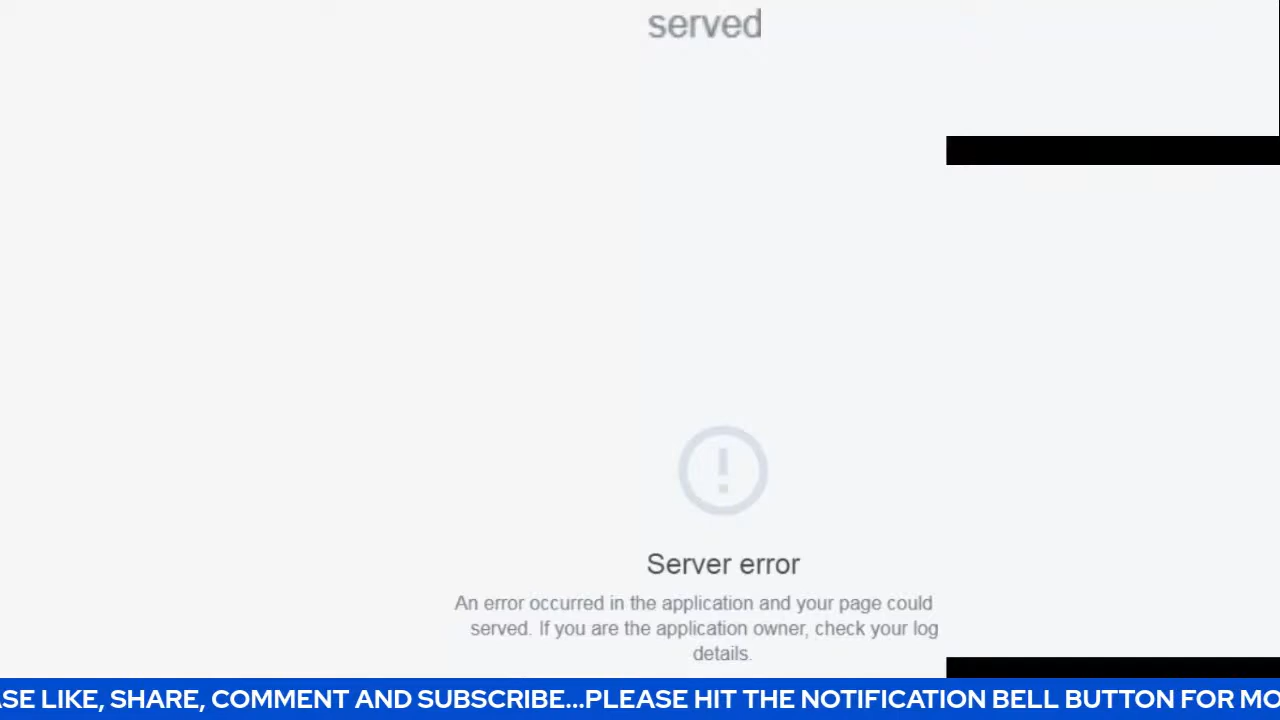 served
Server error
An error occurred in the application and your page could
served. If you are the application owner, check your log
details.
ASE LIKE, SHARE, COMMENT AND SUBSCRIBE...PLEASE HIT THE NOTIFICATION BELL BUTTON FOR MO